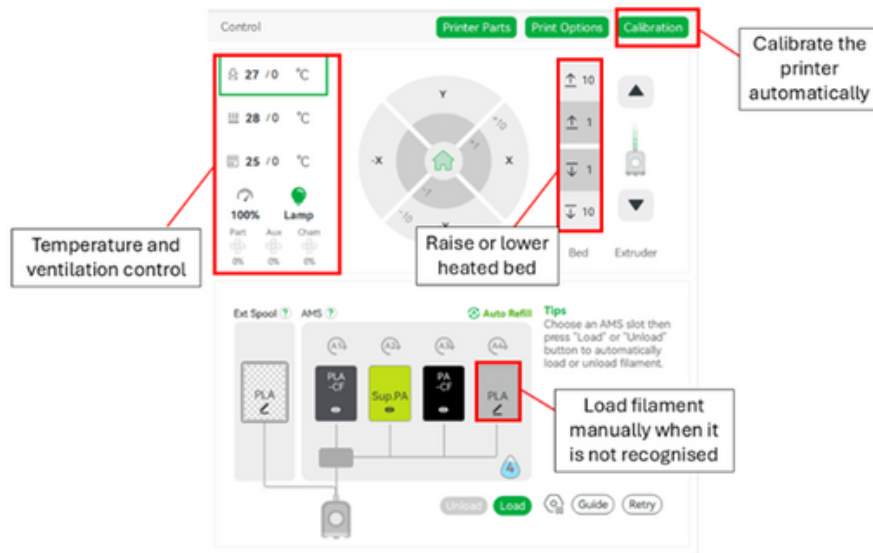 Control
Printer Parts
Print Options
Calibration
Calibrate the
printer
automatically
27 / 0 °C
28 / 0 °C
25 / 0 °C
100%
Lamp
Part Aux Cham
0% 0% 0%
Temperature and
ventilation control
Y
-X
X
+10
+1
-1
-10
10
1
1
10
Bed
Extruder
Raise or lower
heated bed
Ext Spool ?
AMS ?
Auto Refill
A1
A2
A3
A4
PLA
PLA
-CF
Sup.PA
PA
-CF
PLA
4
Tips
Choose an AMS slot then
press "Load" or "Unload"
button to automatically
load or unload filament.
Load filament
manually when it
is not recognised
Unload
Load
Guide
Retry